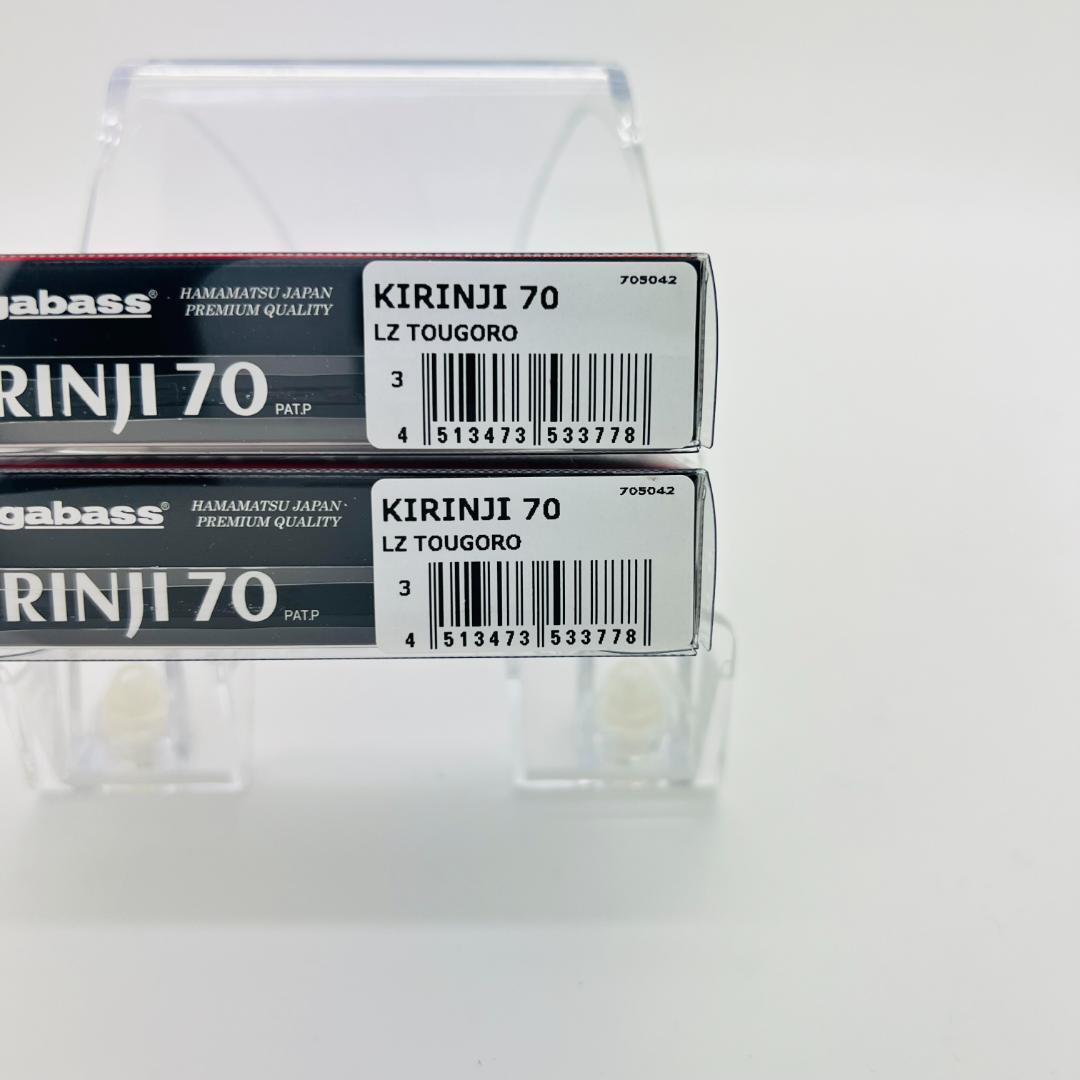 gabass® HAMAMATSU JAPAN
PREMIUM QUALITY
RINJI 70 PAT.P
705042
KIRINJI 70
LZ TOUGORO
3
4 513473 533778
gabass® HAMAMATSU JAPAN
PREMIUM QUALITY
RINJI 70 PAT.P
705042
KIRINJI 70
LZ TOUGORO
3
4 513473 533778